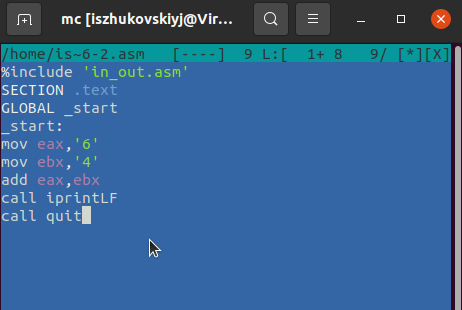 mc [iszhukovskiyj@Vir...
/home/is~6-2.asm   [----]  9 L:[  1+ 8   9/ [*][X]
%include 'in_out.asm'
SECTION .text
GLOBAL _start
_start:
mov eax,'6'
mov ebx,'4'
add eax,ebx
call iprintLF
call quit